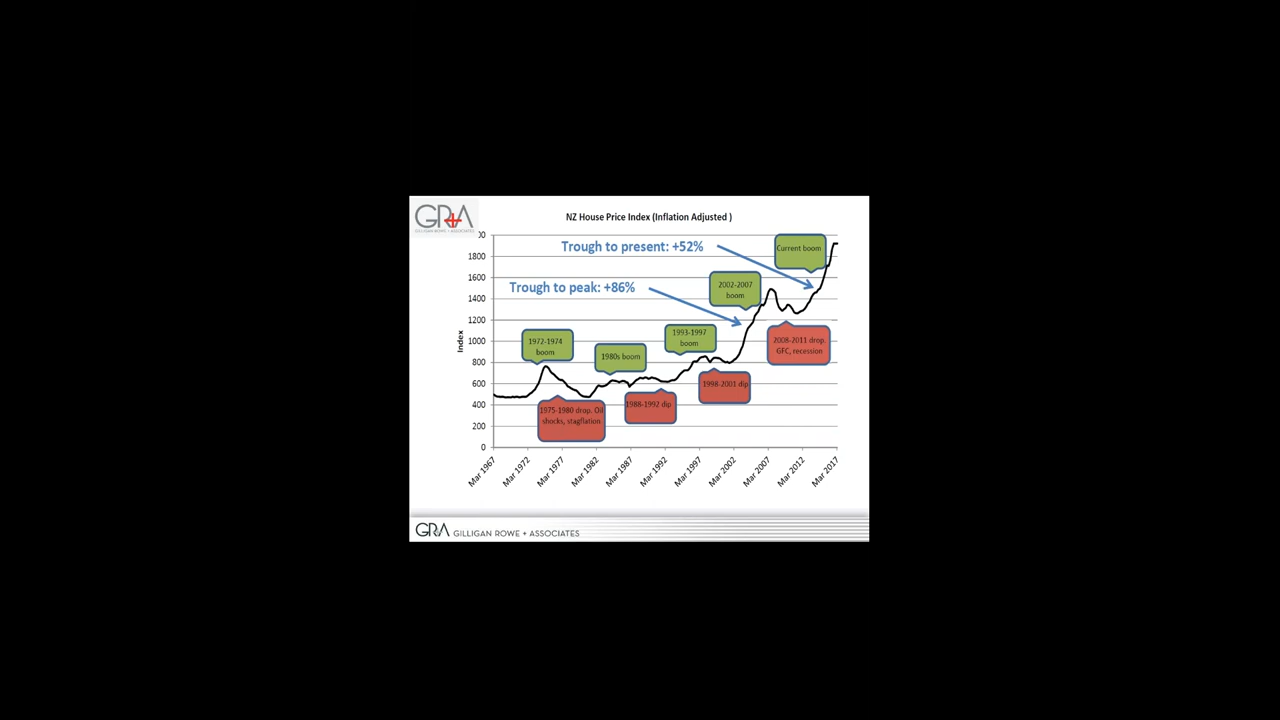 GRA
GILLIGAN ROWE + ASSOCIATES
NZ House Price Index (Inflation Adjusted )
00
1800
1600
1400
1200
1000
800
600
400
200
0
Index
Trough to present: +52%
Trough to peak: +86%
Current boom
2002-2007
boom
1993-1997
boom
1972-1974
boom
1980s boom
2008-2011 drop.
GFC, recession
1998-2001 dip
1988-1992 dip
1975-1980 drop. Oil
shocks, stagflation
Mar 1967
Mar 1972
Mar 1977
Mar 1982
Mar 1987
Mar 1992
Mar 1997
Mar 2002
Mar 2007
Mar 2012
Mar 2017
GRA GILLIGAN ROWE + ASSOCIATES